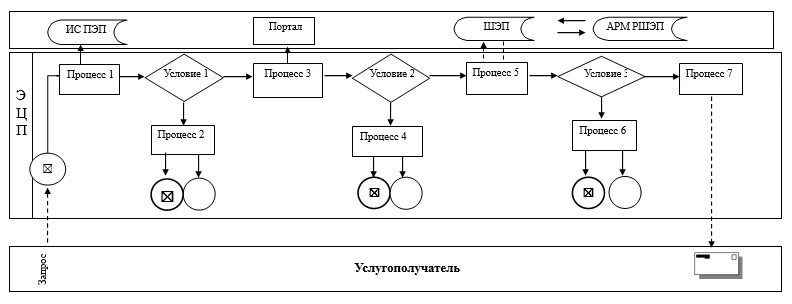 ИС ПЭП
Портал
ШЭП
АРМ РШЭП
Э
Ц
П
Процесс 1
Условие 1
Процесс 3
Условие 2
Процесс 5
Условие
Процесс 7
Процесс 2
Процесс 4
Процесс 6
Запрос
Услугополучатель